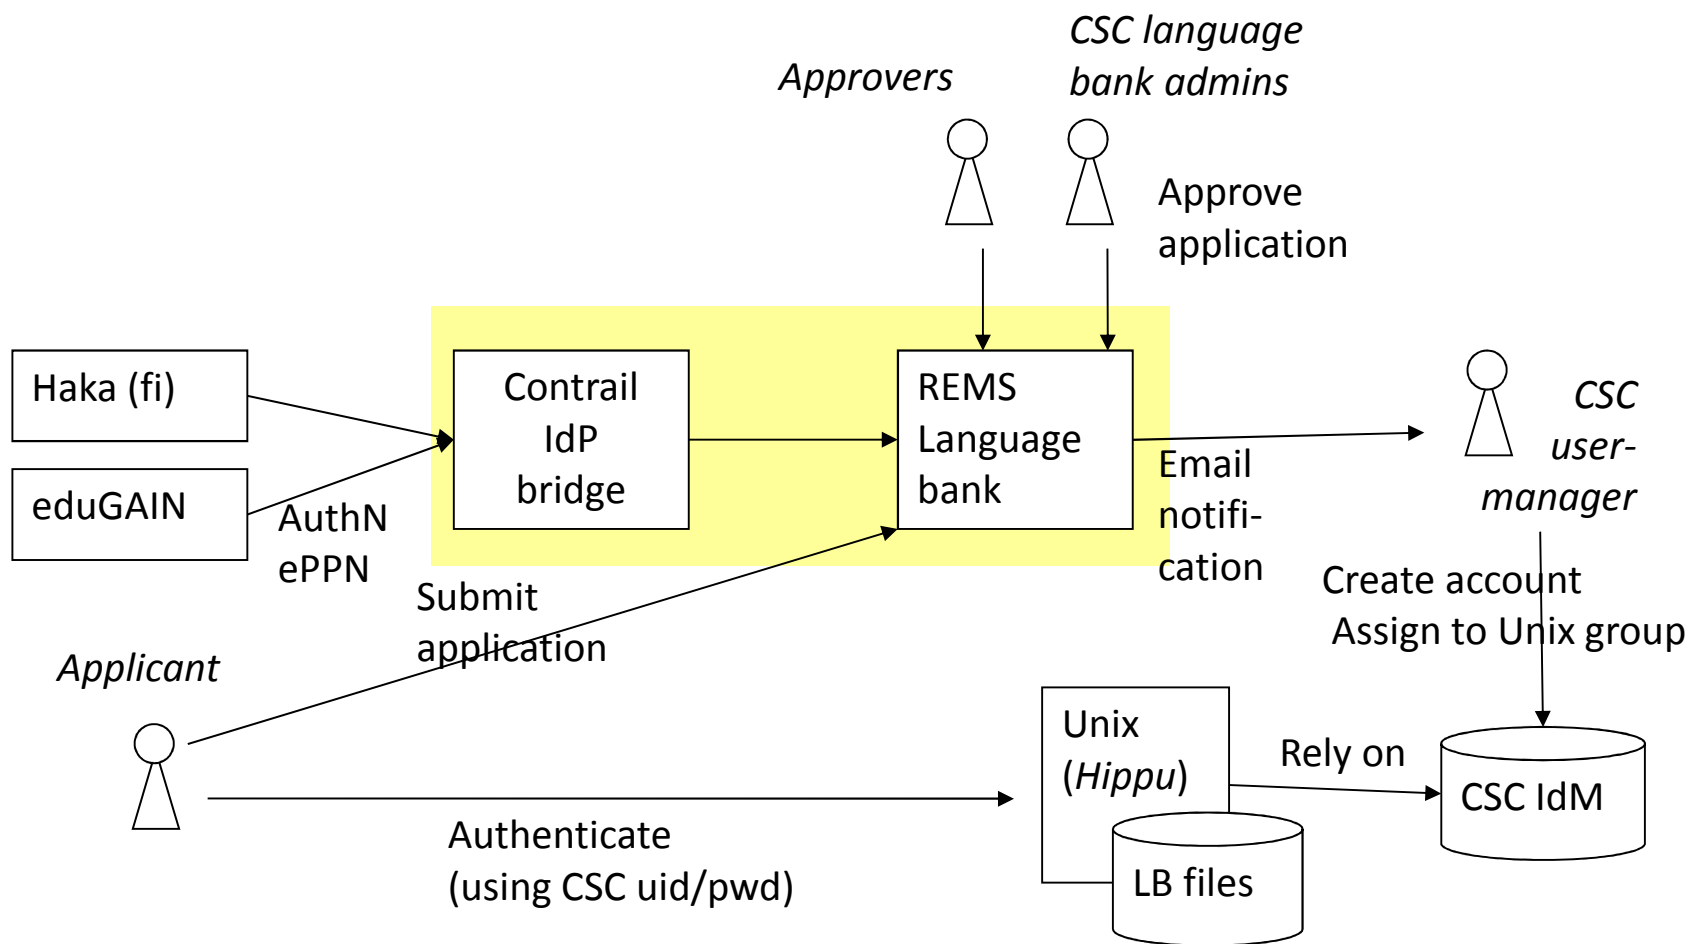 CSC language
bank admins
Approvers
Approve
application
Haka (fi)
Contrail
IdP
bridge
REMS
Language
bank
CSC
user-
manager
eduGAIN
AuthN
ePPN
Email
notifi-
cation
Submit
application
Create account
Assign to Unix group
Applicant
Unix
(Hippu)
Rely on
CSC IdM
Authenticate
(using CSC uid/pwd)
LB files